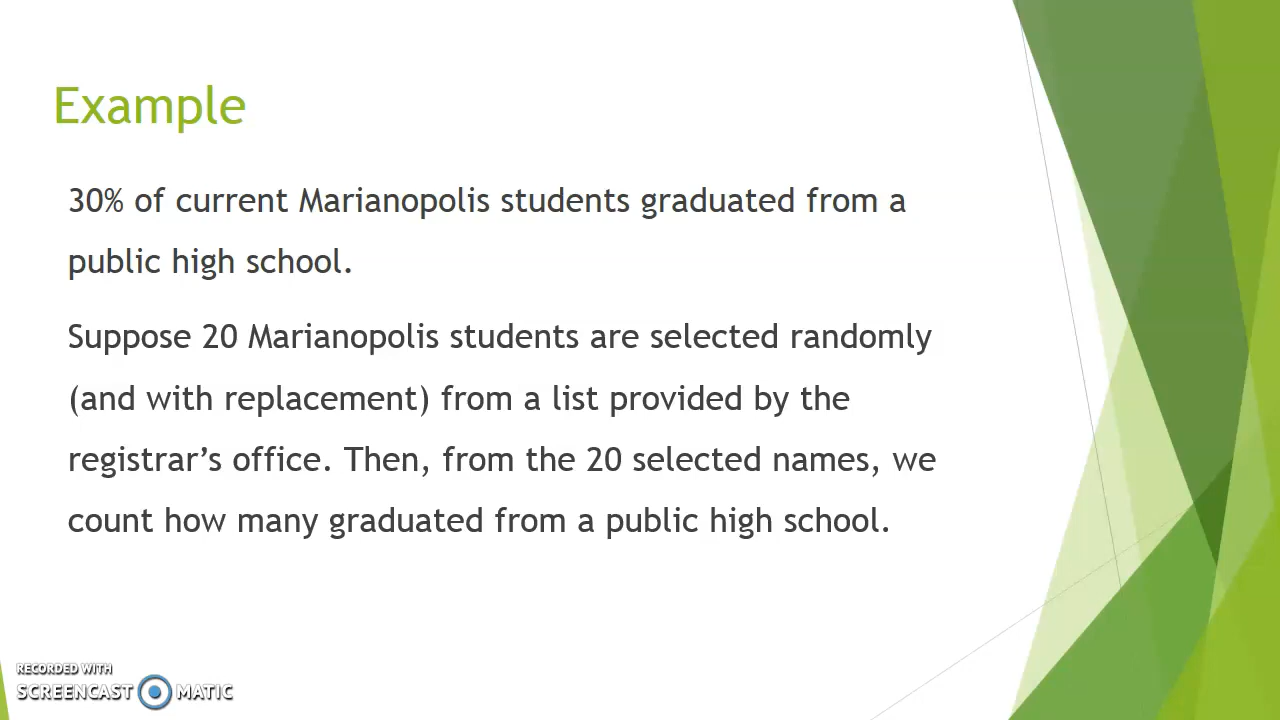 Example
30% of current Marianopolis students graduated from a
public high school.
Suppose 20 Marianopolis students are selected randomly
(and with replacement) from a list provided by the
registrar’s office. Then, from the 20 selected names, we
count how many graduated from a public high school.
RECORDED WITH
SCREENCAST MATIC